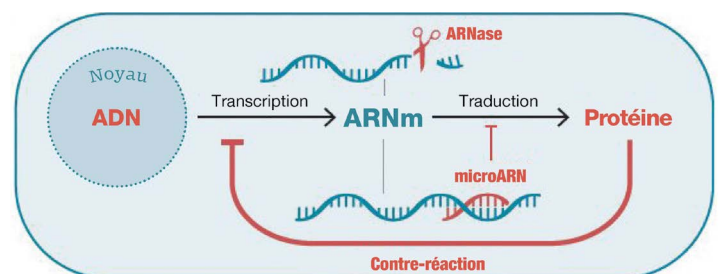 ARNase
Noyau
ADN
Transcription
ARNm
Traduction
Protéine
microARN
Contre-réaction